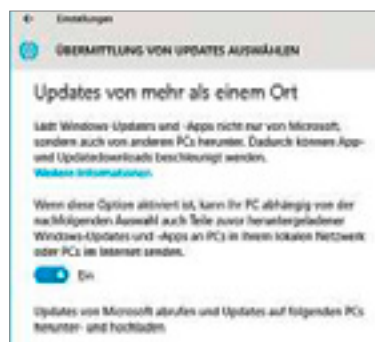 Einstellungen
ÜBERMITTLUNG VON UPDATES AUSWÄHLEN
Updates von mehr als einem Ort
Lädt Windows-Updates und -Apps nicht nur von Microsoft,
sondern auch von anderen PCs herunter. Dadurch können App-
und Updatedownloads beschleunigt werden.
Weitere Informationen
Wenn diese Option aktiviert ist, kann Ihr PC abhängig von der
nachfolgenden Auswahl auch Teile zuvor heruntergeladener
Windows-Updates und -Apps an PCs in Ihrem lokalen Netzwerk
oder PCs im Internet senden.
Ein
Updates von Microsoft abrufen und Updates auf folgenden PCs
herunter- und hochladen